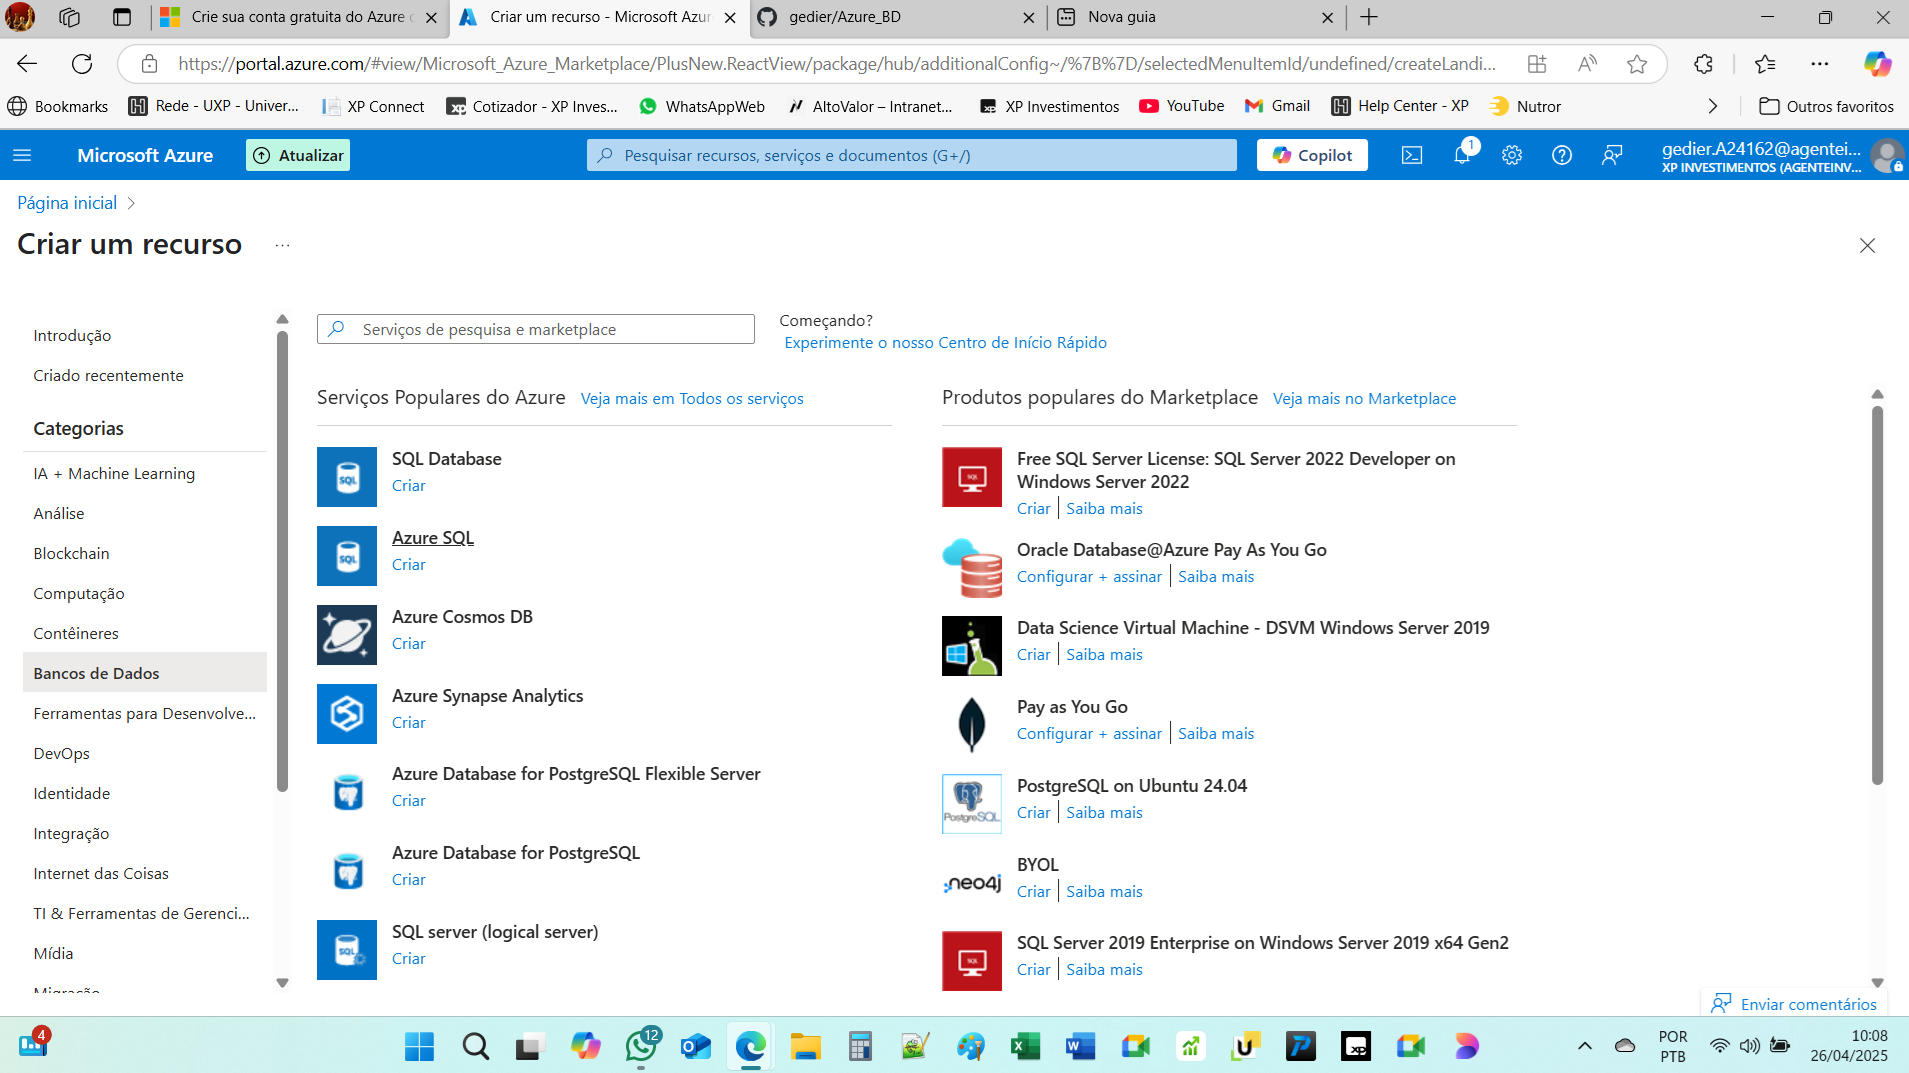 Crie sua conta gratuita do Azure
Criar um recurso - Microsoft Azur
gedier/Azure_BD
Nova guia
https://portal.azure.com/#view/Microsoft_Azure_Marketplace/PlusNew.ReactView/package/hub/additionalConfig~/%7B%7D/selectedMenuItemId/undefined/createLandi...
Bookmarks
Rede - UXP - Univer...
XP Connect
Cotizador - XP Inves...
WhatsAppWeb
AltoValor – Intranet...
XP Investimentos
YouTube
Gmail
Help Center - XP
Nutror
Outros favoritos
Microsoft Azure
Atualizar
Pesquisar recursos, serviços e documentos (G+/)
Copilot
1
gedier.A24162@agentei...
XP INVESTIMENTOS (AGENTEINV...
Página inicial
Criar um recurso
...
Introdução
Criado recentemente
Categorias
IA + Machine Learning
Análise
Blockchain
Computação
Contêineres
Bancos de Dados
Ferramentas para Desenvolve...
DevOps
Identidade
Integração
Internet das Coisas
TI & Ferramentas de Gerenci...
Mídia
Migração
Serviços de pesquisa e marketplace
Começando?
Experimente o nosso Centro de Início Rápido
Serviços Populares do Azure
Veja mais em Todos os serviços
SQL Database
Criar
Azure SQL
Criar
Azure Cosmos DB
Criar
Azure Synapse Analytics
Criar
Azure Database for PostgreSQL Flexible Server
Criar
Azure Database for PostgreSQL
Criar
SQL server (logical server)
Criar
Produtos populares do Marketplace
Veja mais no Marketplace
Free SQL Server License: SQL Server 2022 Developer on
Windows Server 2022
Criar | Saiba mais
Oracle Database@Azure Pay As You Go
Configurar + assinar | Saiba mais
Data Science Virtual Machine - DSVM Windows Server 2019
Criar | Saiba mais
Pay as You Go
Configurar + assinar | Saiba mais
PostgreSQL
PostgreSQL on Ubuntu 24.04
Criar | Saiba mais
neo4j
BYOL
Criar | Saiba mais
SQL Server 2019 Enterprise on Windows Server 2019 x64 Gen2
Criar | Saiba mais
Enviar comentários
4
12
POR
PTB
10:08
26/04/2025